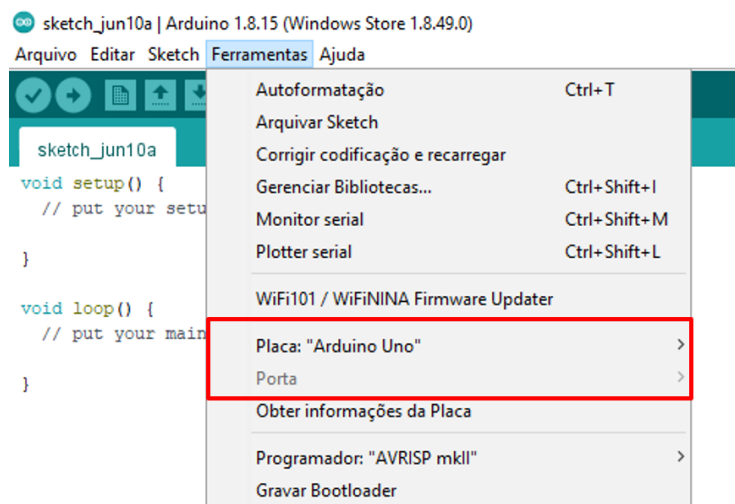 sketch_jun10a | Arduino 1.8.15 (Windows Store 1.8.49.0)
Arquivo Editar Sketch Ferramentas Ajuda
sketch_jun10a
void setup() {
// put your setu
}
void loop() {
// put your main
}
Autoformatação Ctrl+T
Arquivar Sketch
Corrigir codificação e recarregar
Gerenciar Bibliotecas... Ctrl+Shift+I
Monitor serial Ctrl+Shift+M
Plotter serial Ctrl+Shift+L
WiFi101 / WiFiNINA Firmware Updater
Placa: "Arduino Uno"
Porta
Obter informações da Placa
Programador: "AVRISP mkII"
Gravar Bootloader